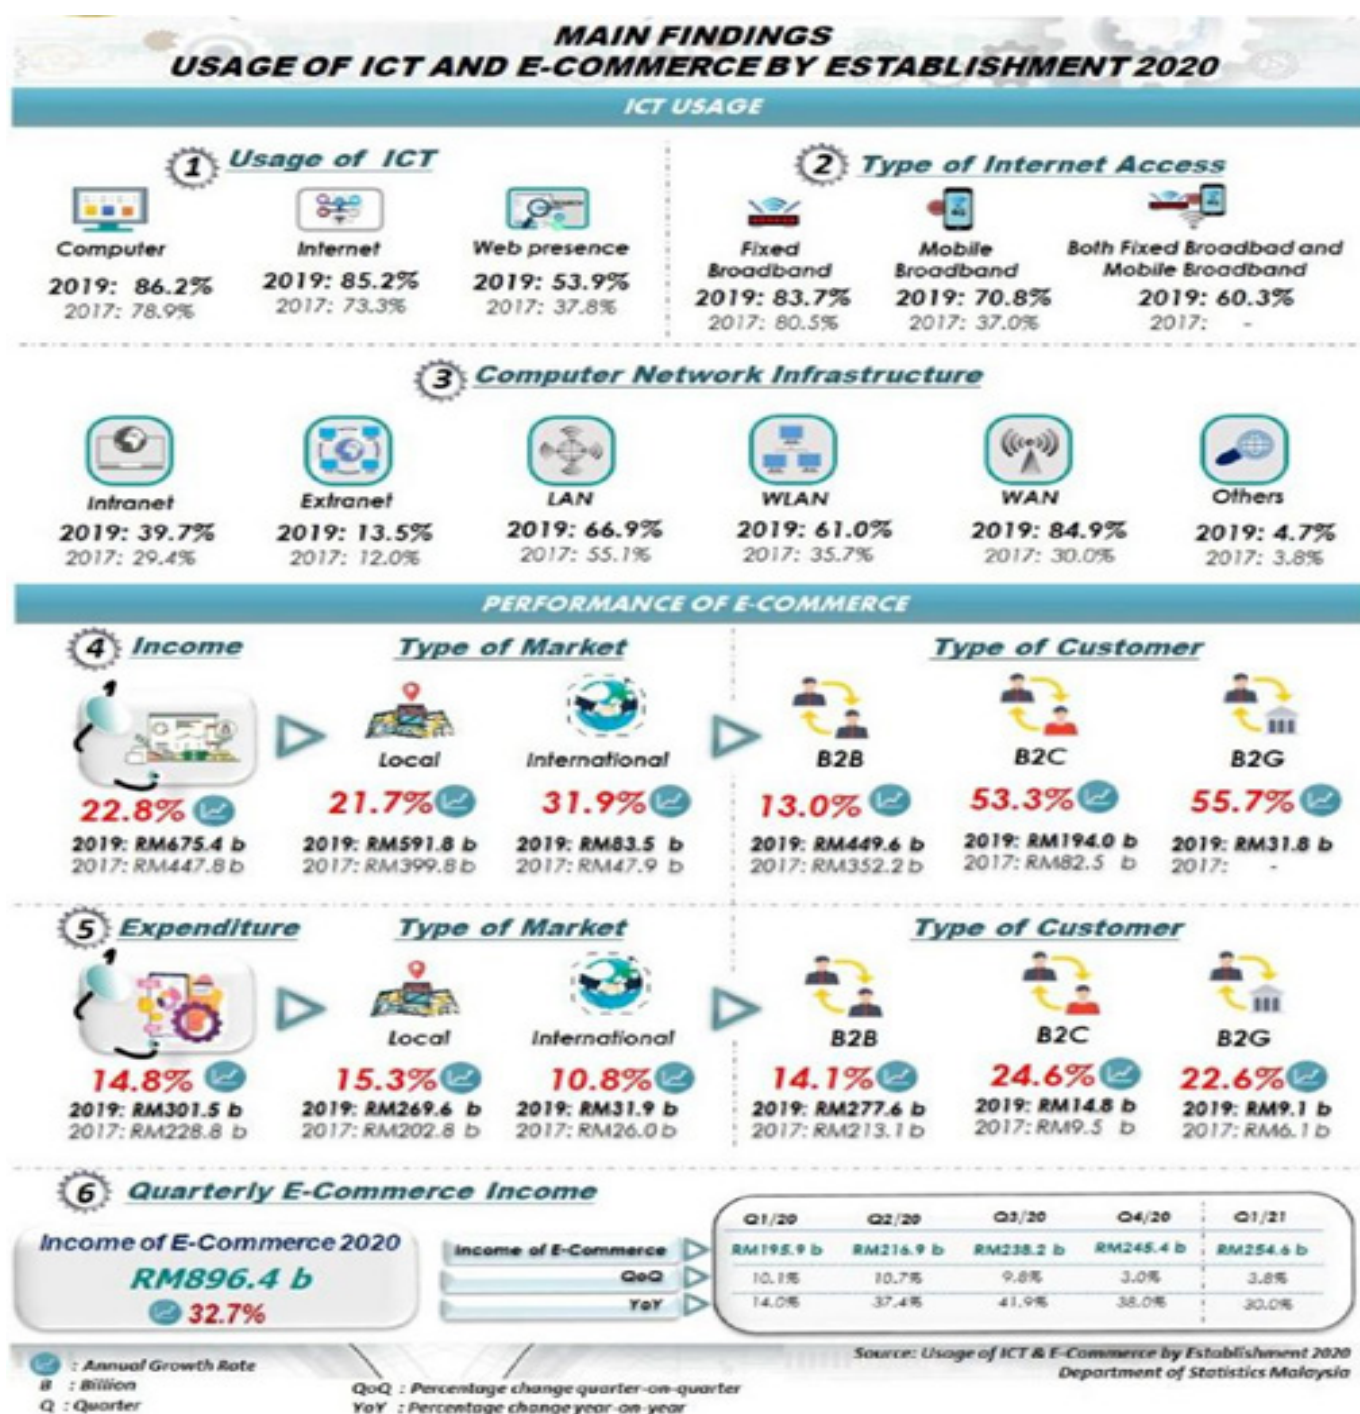 MAIN FINDINGS
USAGE OF ICT AND E-COMMERCE BY ESTABLISHMENT 2020
ICT USAGE
1 Usage of ICT
Computer
2019: 86.2%
2017: 78.9%
Internet
2019: 85.2%
2017: 73.3%
Web presence
2019: 53.9%
2017: 37.8%
2 Type of Internet Access
Fixed
Broadband
2019: 83.7%
2017: 80.5%
Mobile
Broadband
2019: 70.8%
2017: 37.0%
Both Fixed Broadbad and
Mobile Broadband
2019: 60.3%
2017: -
3 Computer Network Infrastructure
Intranet
2019: 39.7%
2017: 29.4%
Extranet
2019: 13.5%
2017: 12.0%
LAN
2019: 66.9%
2017: 55.1%
WLAN
2019: 61.0%
2017: 35.7%
WAN
2019: 84.9%
2017: 30.0%
Others
2019: 4.7%
2017: 3.8%
PERFORMANCE OF E-COMMERCE
4 Income
22.8%
2019: RM675.4 b
2017: RM447.8 b
Type of Market
Local
21.7%
2019: RM591.8 b
2017: RM399.8 b
International
31.9%
2019: RM83.5 b
2017: RM47.9 b
Type of Customer
B2B
13.0%
2019: RM449.6 b
2017: RM352.2 b
B2C
53.3%
2019: RM194.0 b
2017: RM82.5 b
B2G
55.7%
2019: RM31.8 b
2017: -
5 Expenditure
14.8%
2019: RM301.5 b
2017: RM228.8 b
Type of Market
Local
15.3%
2019: RM269.6 b
2017: RM202.8 b
International
10.8%
2019: RM31.9 b
2017: RM26.0 b
Type of Customer
B2B
14.1%
2019: RM277.6 b
2017: RM213.1 b
B2C
24.6%
2019: RM14.8 b
2017: RM9.5 b
B2G
22.6%
2019: RM9.1 b
2017: RM6.1 b
6 Quarterly E-Commerce Income
Income of E-Commerce 2020
RM896.4 b
32.7%
Q1/20 Q2/20 Q3/20 Q4/20 Q1/21
Income of E-Commerce RM195.9 b RM216.9 b RM238.2 b RM245.4 b RM254.6 b
QoQ 10.1% 10.7% 9.8% 3.0% 3.8%
YoY 14.0% 37.4% 41.9% 38.0% 30.0%
: Annual Growth Rate
B : Billion
Q : Quarter
QoQ : Percentage change quarter-on-quarter
YoY : Percentage change year-on-year
Source: Usage of ICT & E-Commerce by Establishment 2020
Department of Statistics Malaysia